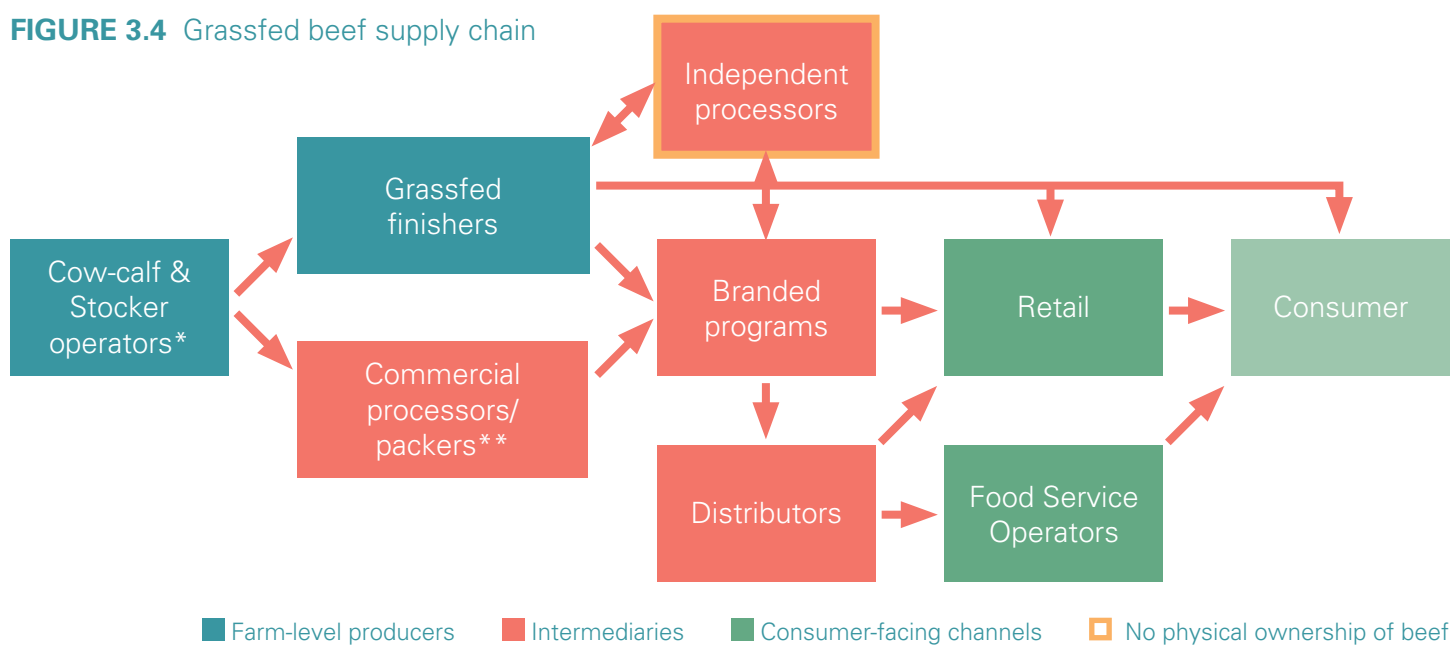 FIGURE 3.4 Grassfed beef supply chain
Independent
processors
Grassfed
finishers
Cow-calf &
Stocker
operators*
Commercial
processors/
packers**
Branded
programs
Retail
Consumer
Distributors
Food Service
Operators
Farm-level producers
Intermediaries
Consumer-facing channels
No physical ownership of beef